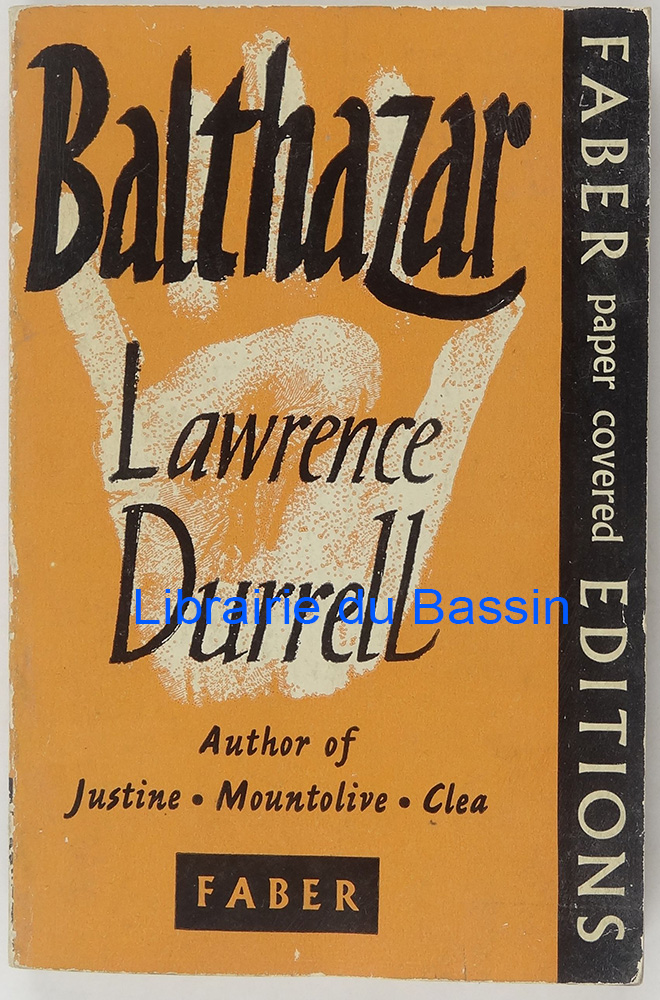 Balthazar
Lawrence
Durrell
Librairie du Bassin
Author of
Justine • Mountolive • Clea
FABER
FABER paper covered EDITIONS